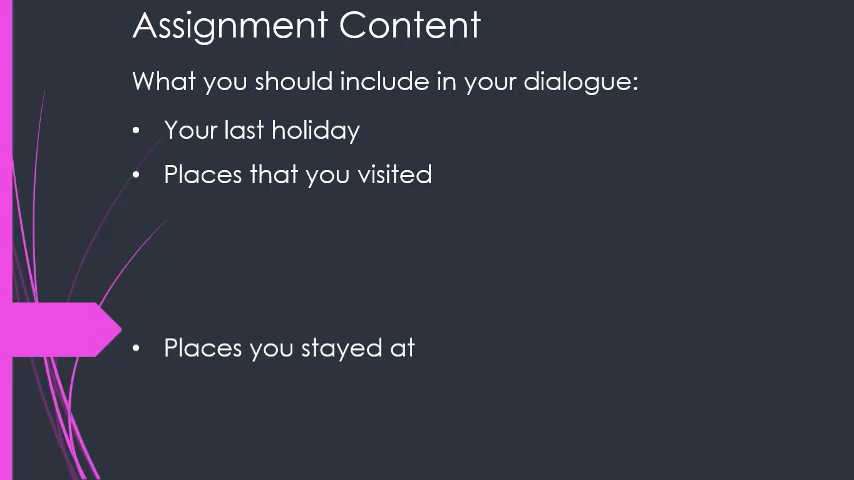 Assignment Content
What you should include in your dialogue:
• Your last holiday
• Places that you visited
• Places you stayed at